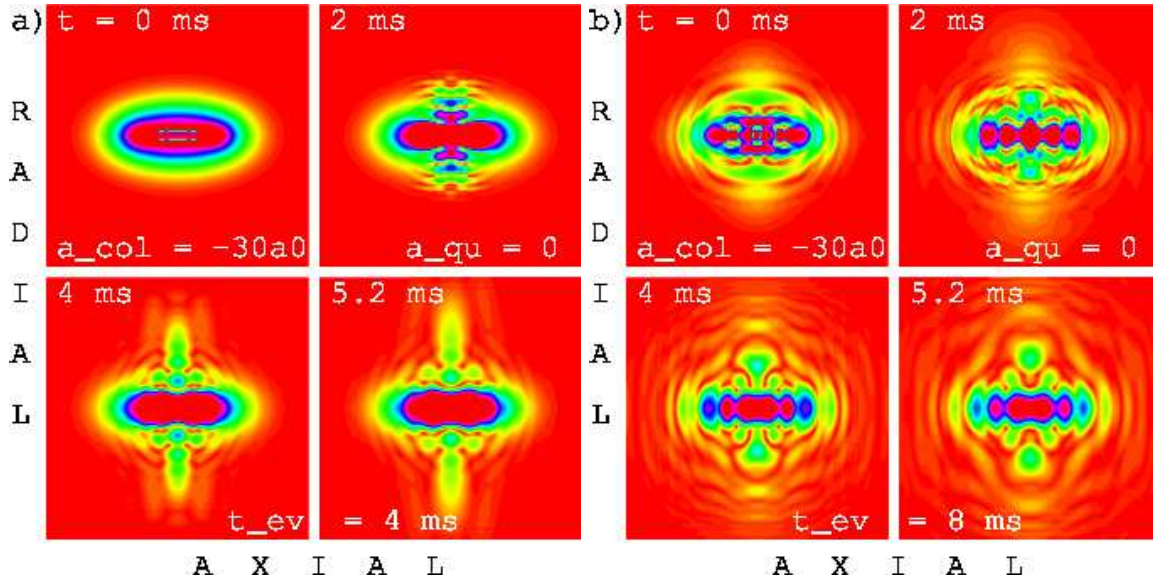 a)
t = 0 ms
2 ms
a_col = -30a0
a_qu = 0
4 ms
5.2 ms
t_ev
= 4 ms
R
A
D
I
A
L
A X I A L
b)
t = 0 ms
2 ms
a_col = -30a0
a_qu = 0
4 ms
5.2 ms
t_ev
= 8 ms
R
A
D
I
A
L
A X I A L